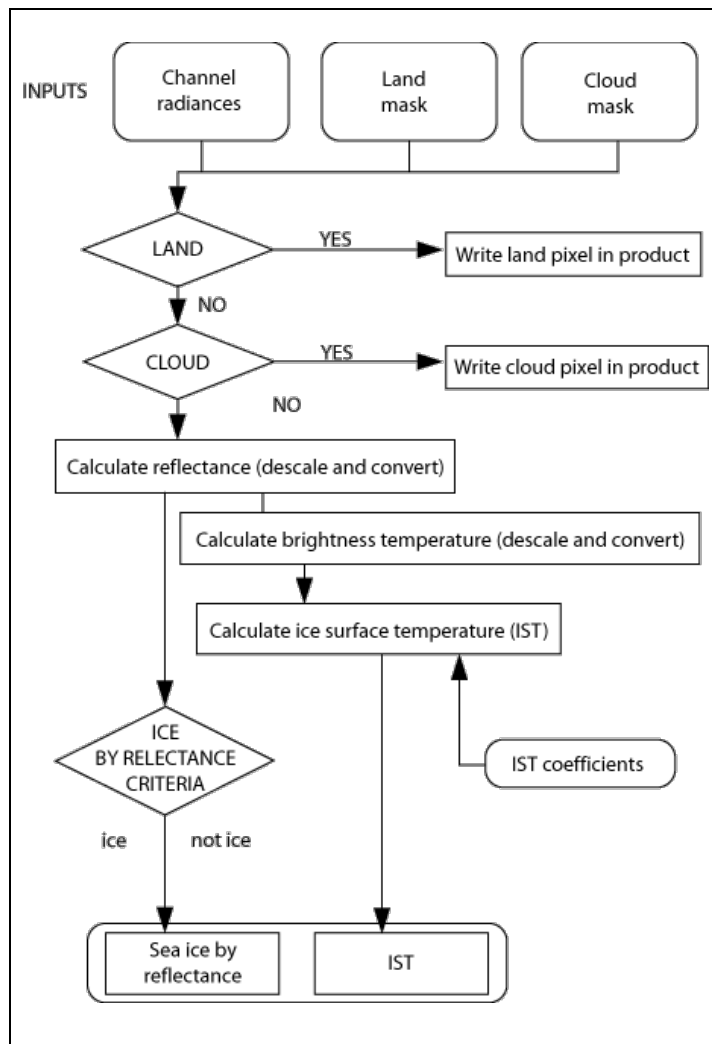 INPUTS
Channel
radiances
Land
mask
Cloud
mask
LAND
YES
Write land pixel in product
NO
CLOUD
YES
Write cloud pixel in product
NO
Calculate reflectance (descale and convert)
Calculate brightness temperature (descale and convert)
Calculate ice surface temperature (IST)
ICE
BY RELECTANCE
CRITERIA
IST coefficients
ice
not ice
Sea ice by
reflectance
IST